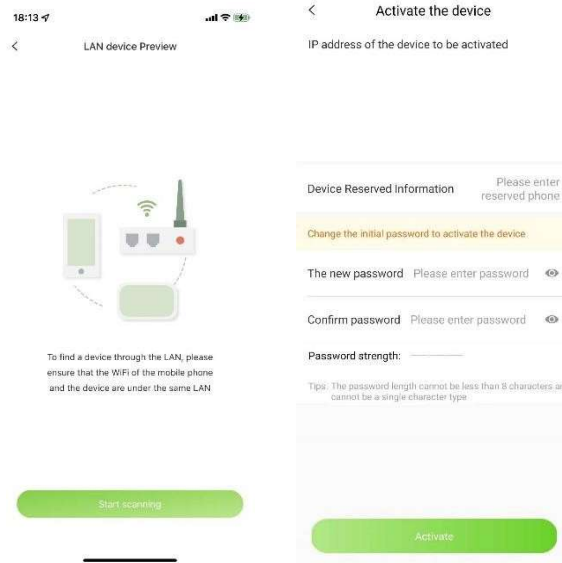 18:13
LAN device Preview
To find a device through the LAN, please
ensure that the WiFi of the mobile phone
and the device are under the same LAN
Start scanning
Activate the device
IP address of the device to be activated
Device Reserved Information
Please enter
reserved phone
Change the initial password to activate the device
The new password Please enter password
Confirm password Please enter password
Password strength:
Tips: The password length cannot be less than 8 characters
cannot be a single character type
Activate